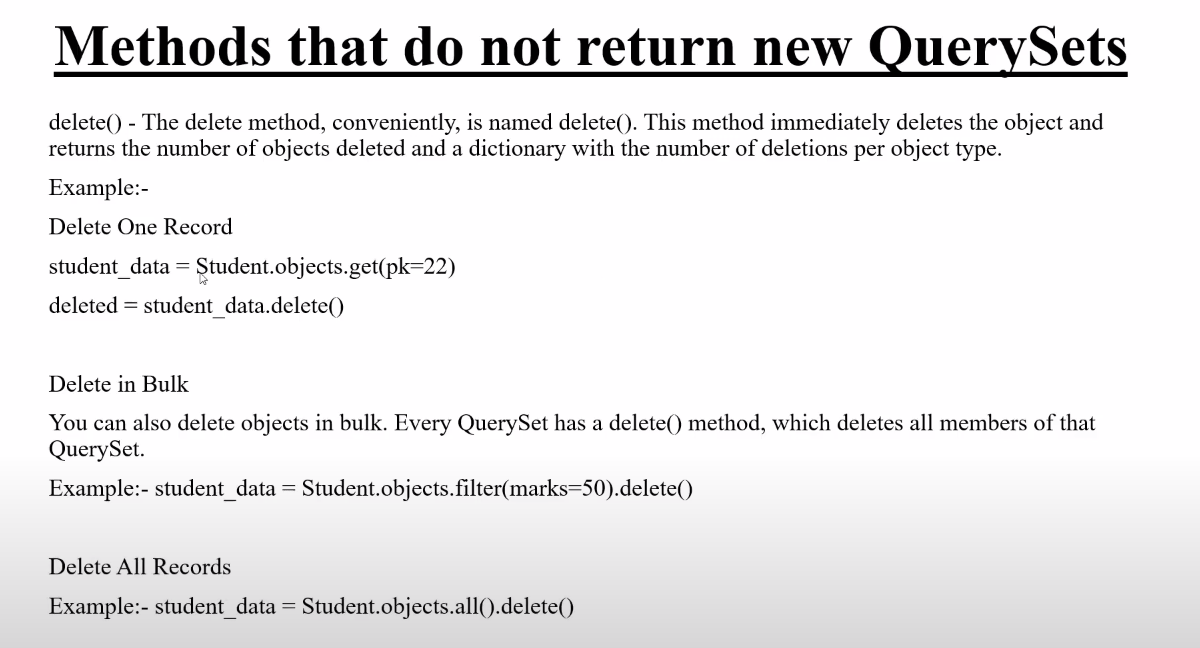 Methods that do not return new QuerySets
delete() - The delete method, conveniently, is named delete(). This method immediately deletes the object and
returns the number of objects deleted and a dictionary with the number of deletions per object type.
Example:-
Delete One Record
student_data = Student.objects.get(pk=22)
deleted = student_data.delete()
Delete in Bulk
You can also delete objects in bulk. Every QuerySet has a delete() method, which deletes all members of that
QuerySet.
Example:- student_data = Student.objects.filter(marks=50).delete()
Delete All Records
Example:- student_data = Student.objects.all().delete()